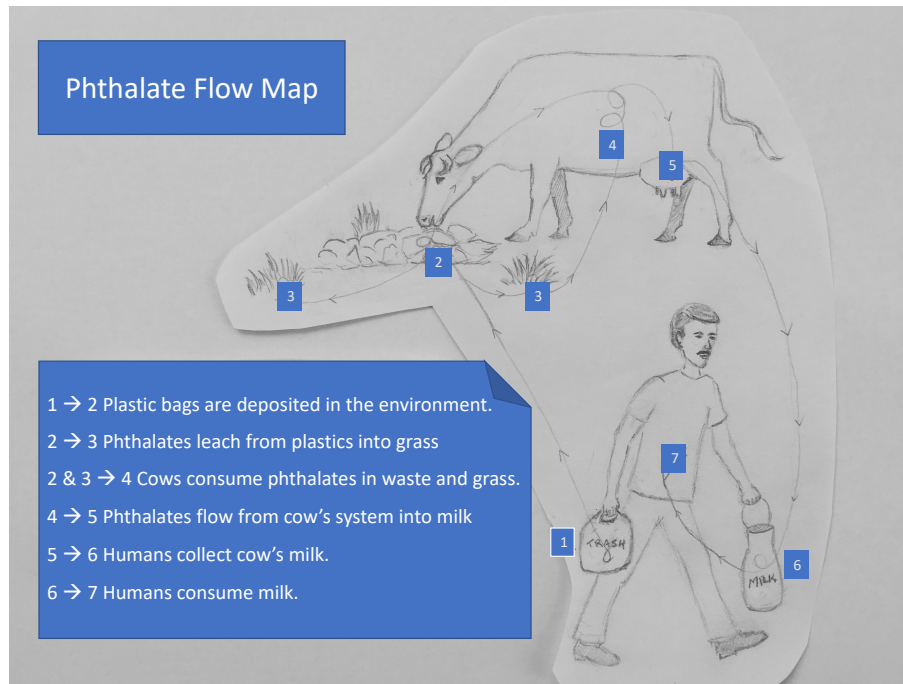 Phthalate Flow Map
4
5
2
3
3
1 → 2 Plastic bags are deposited in the environment.
2 → 3 Phthalates leach from plastics into grass
2 & 3 → 4 Cows consume phthalates in waste and grass.
4 → 5 Phthalates flow from cow's system into milk
5 → 6 Humans collect cow's milk.
6 → 7 Humans consume milk.
7
1
TRASH
6
MILK